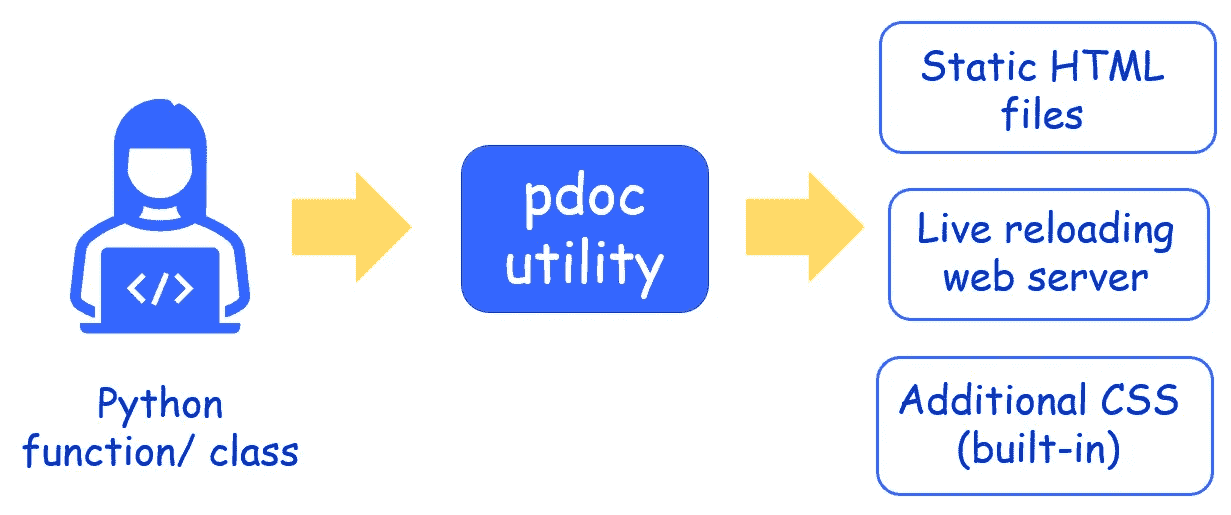 </>
Python
function/ class
pdoc
utility
Static HTML
files
Live reloading
web server
Additional CSS
(built-in)